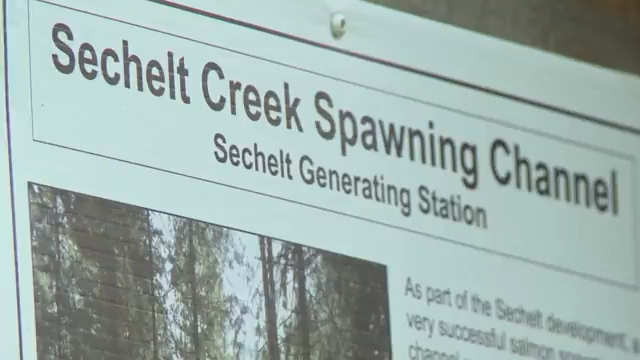 Sechelt Creek Spawning Channel
Sechelt Generating Station
As part of the Sechelt development,
very successful salmon